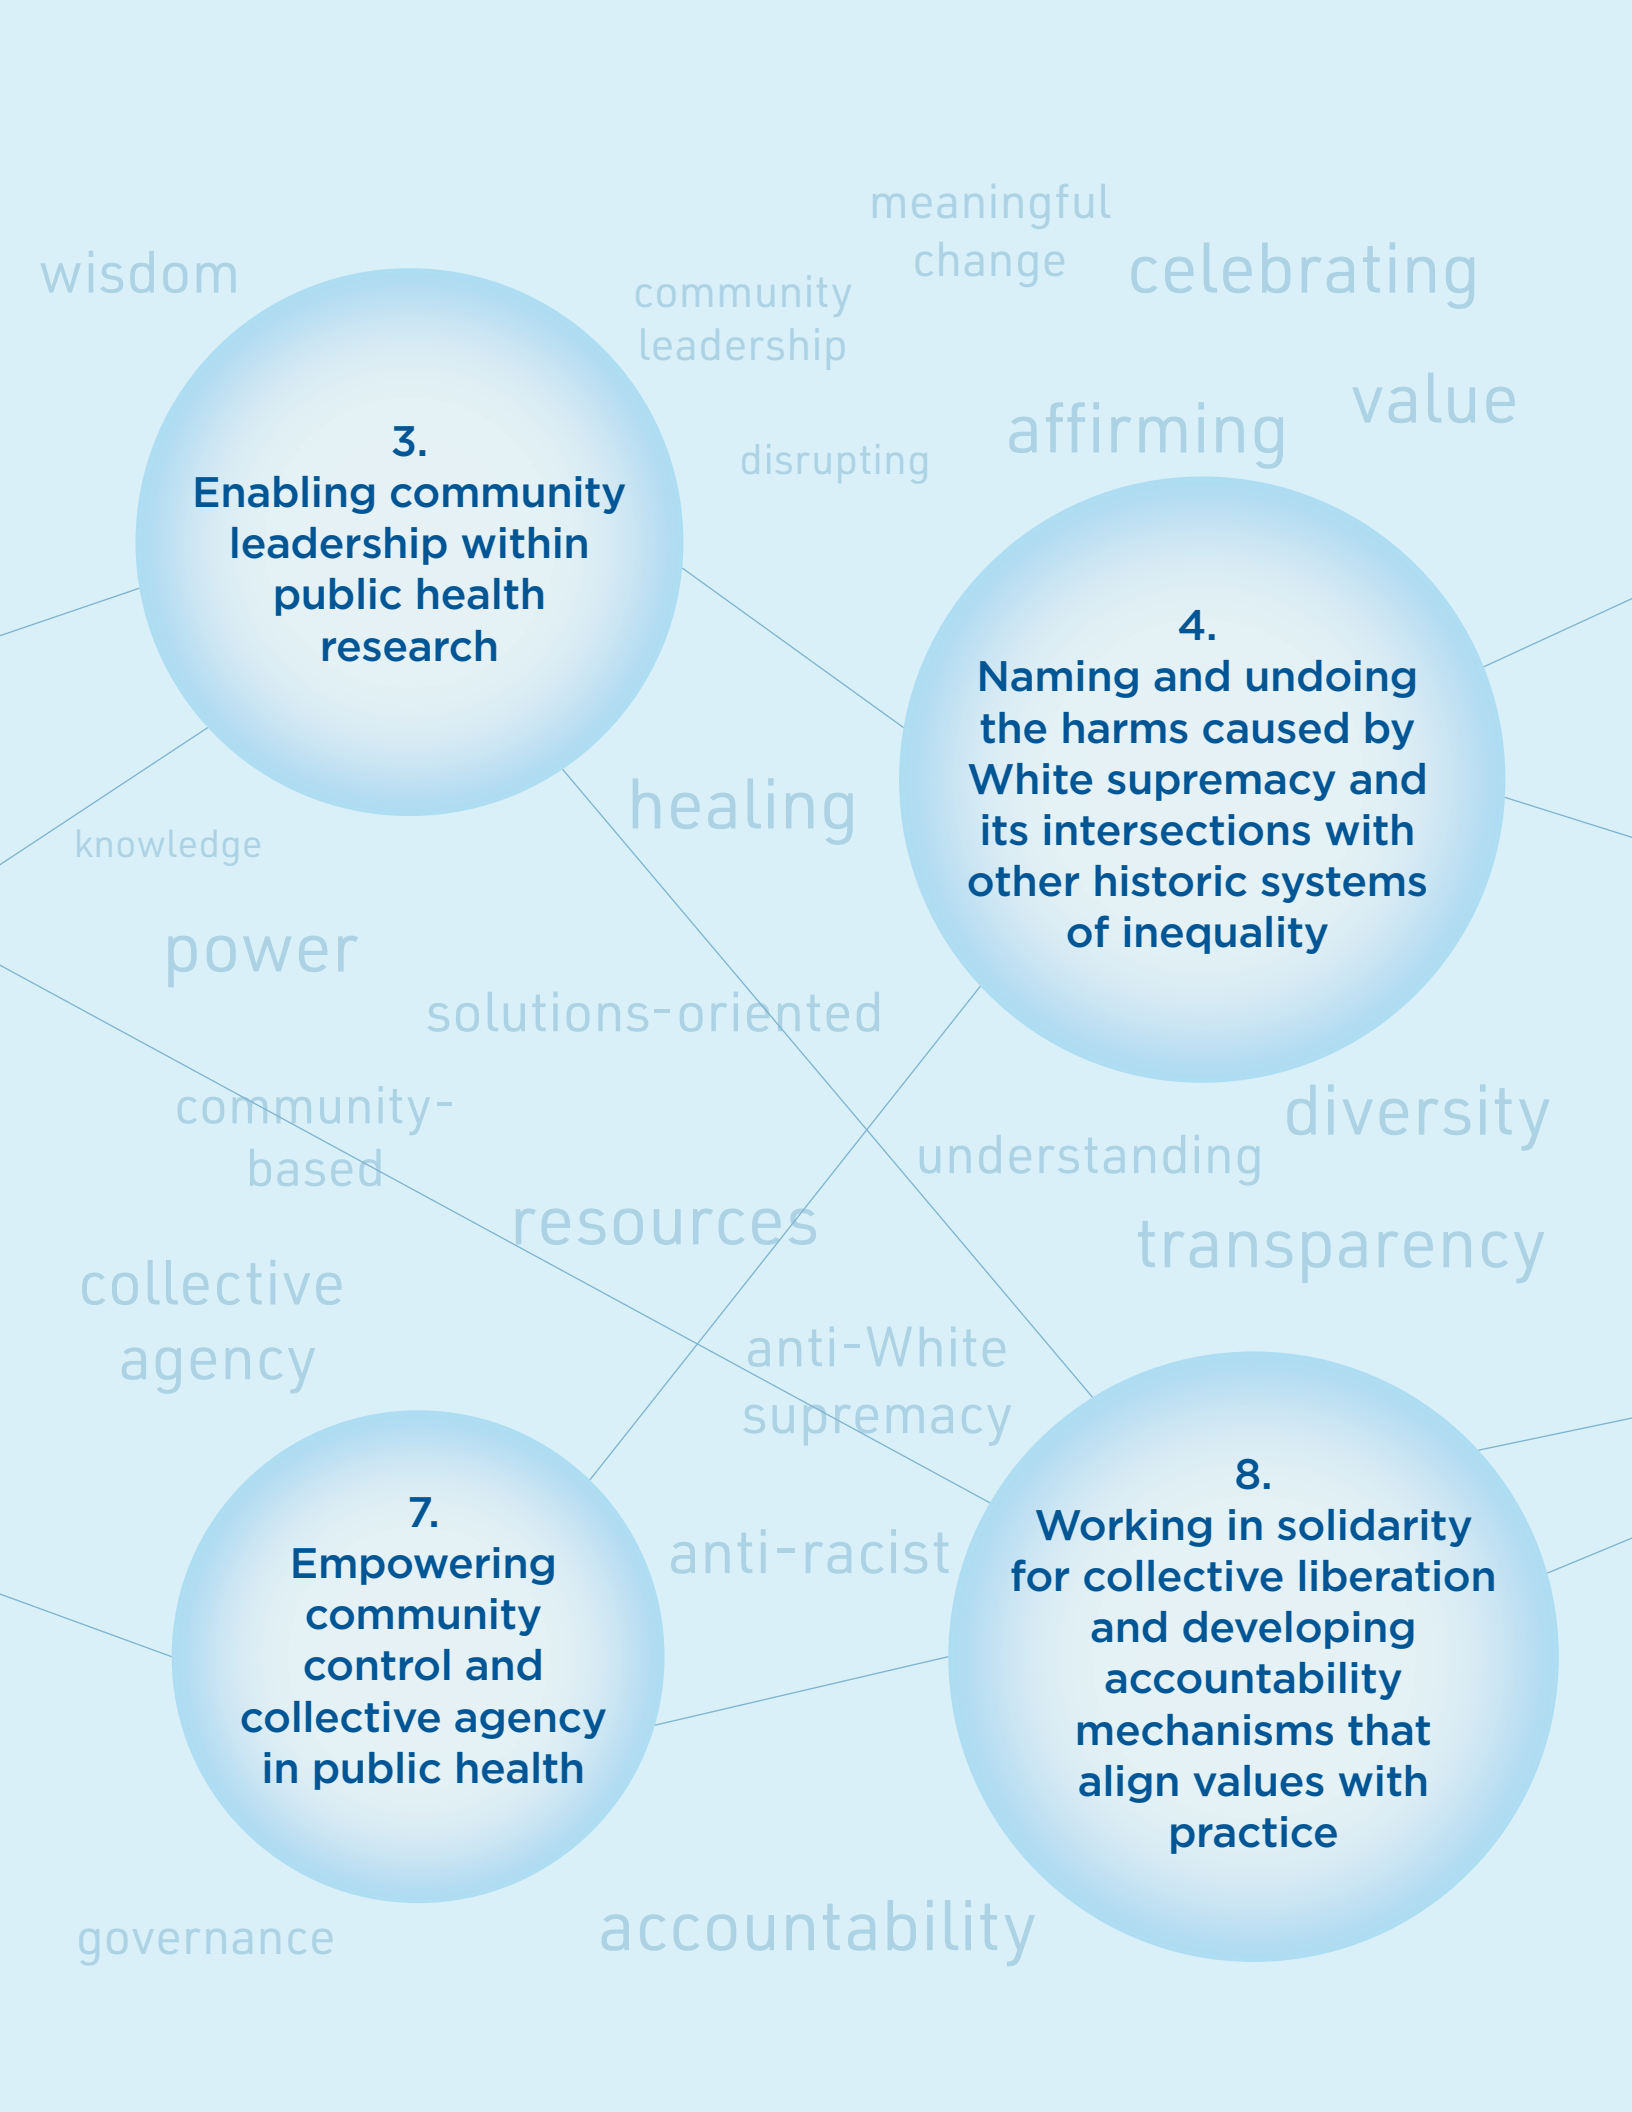 meaningful
change
wisdom
celebrating
community
leadership
value
affirming
disrupting
3.
Enabling community
leadership within
public health
research
4.
Naming and undoing
the harms caused by
White supremacy and
its intersections with
other historic systems
of inequality
healing
knowledge
power
solutions-oriented
community-
based
diversity
understanding
resources
transparency
collective
agency
anti-White
supremacy
7.
Empowering
community
control and
collective agency
in public health
anti-racist
8.
Working in solidarity
for collective liberation
and developing
accountability
mechanisms that
align values with
practice
governance
accountability